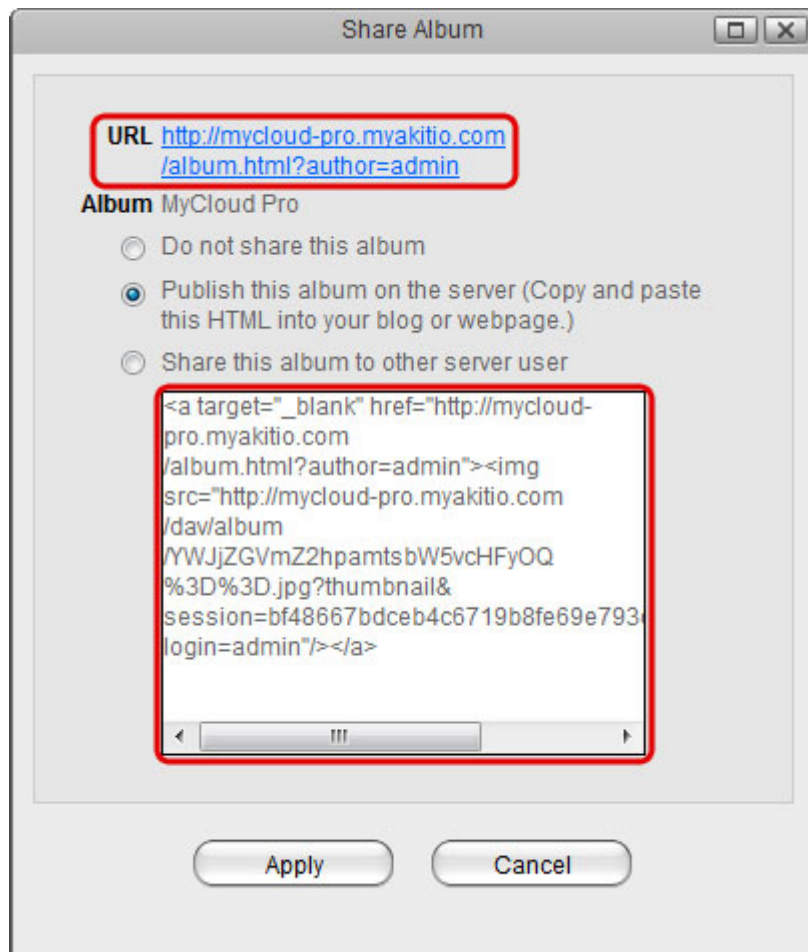 Share Album
URL http://mycloud-pro.myakitio.com
/album.html?author=admin
Album MyCloud Pro
Do not share this album
Publish this album on the server (Copy and paste
this HTML into your blog or webpage.)
Share this album to other server user
<a target="_blank" href="http://mycloud-
pro.myakitio.com
/album.html?author=admin"><img
src="http://mycloud-pro.myakitio.com
/dav/album
/YWJjZGVmZ2hpamtsbW5vcHFyOQ
%3D%3D.jpg?thumbnail&
session=bf48667bdceb4c6719b8fe69e793
login=admin"/></a>
Apply
Cancel